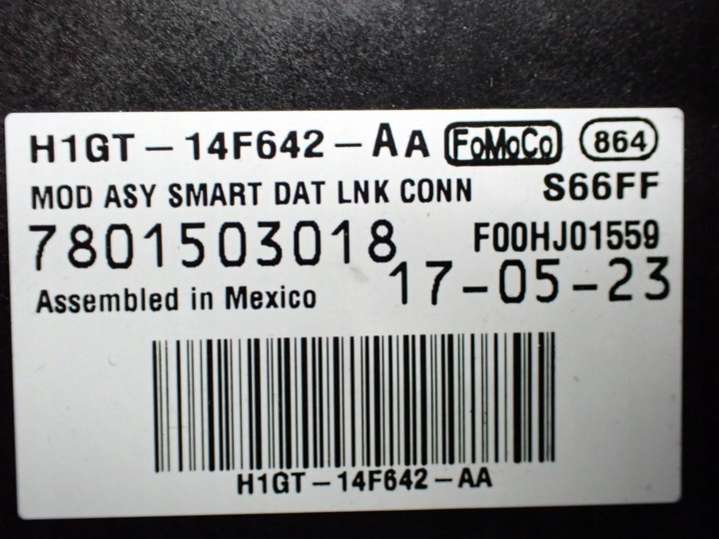 H1GT-14F642-AA FoMoCo 864
MOD ASY SMART DAT LNK CONN S66FF
7801503018 F00HJ01559
Assembled in Mexico 17-05-23
H1GT-14F642-AA